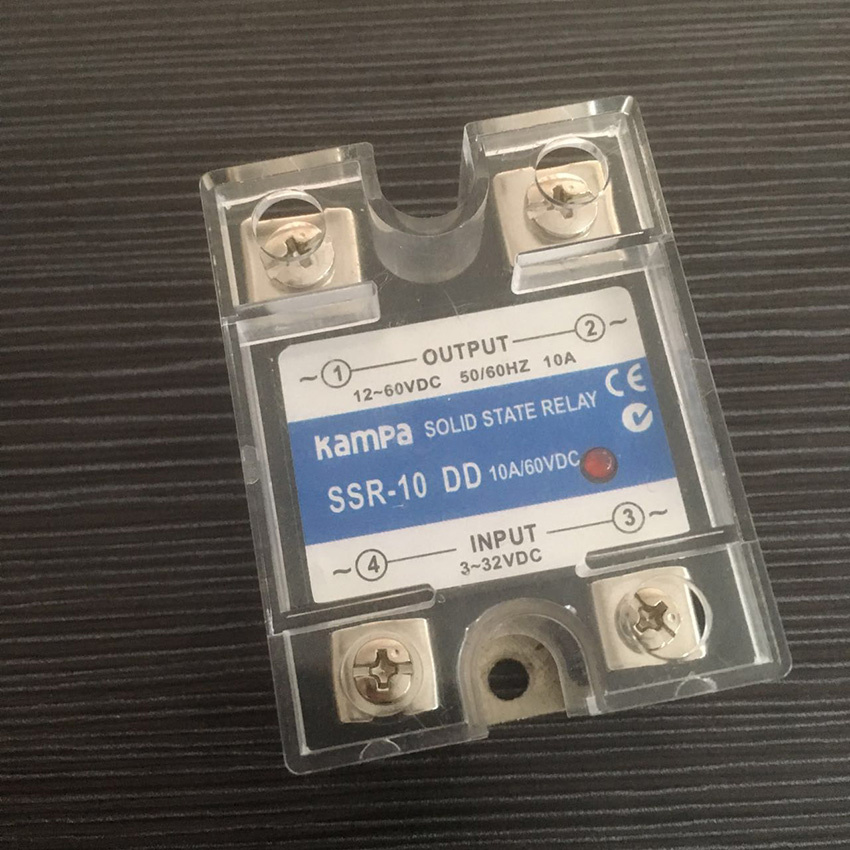 ~① OUTPUT ②~
12~60VDC 50/60HZ 10A
CE
Kampa SOLID STATE RELAY
SSR-10 DD 10A/60VDC
~④ INPUT ③~
3~32VDC